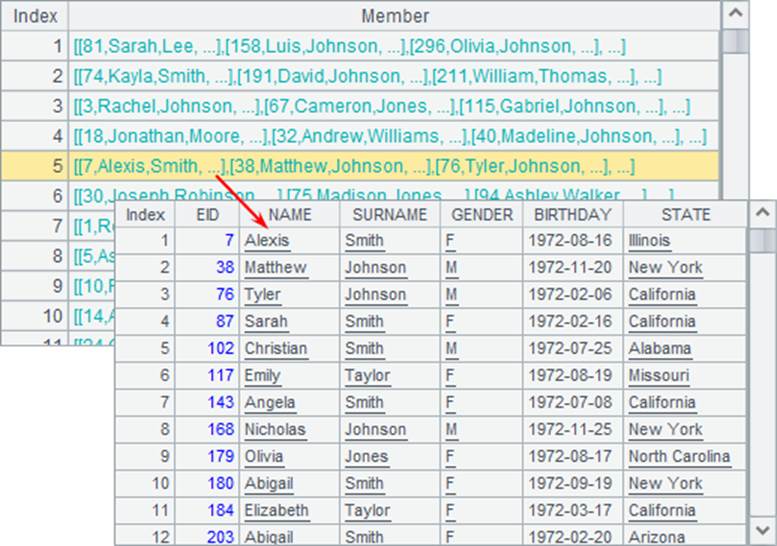 Index Member
1 [[81,Sarah,Lee, ...],[158,Luis,Johnson, ...],[296,Olivia,Johnson, ...], ...]
2 [[74,Kayla,Smith, ...],[191,David,Johnson, ...],[211,William,Thomas, ...], ...]
3 [[3,Rachel,Johnson, ...],[67,Cameron,Jones, ...],[115,Gabriel,Johnson, ...], ...]
4 [[18,Jonathan,Moore, ...],[32,Andrew,Williams, ...],[40,Madeline,Johnson, ...], ...]
5 [[7,Alexis,Smith, ...],[38,Matthew,Johnson, ...],[76,Tyler,Johnson, ...], ...]
6 [[30,Joseph,Robinson, ...],[75,Madison,Jones, ...],[94,Ashley,Walker, ...], ...]
7 [[1,R
8 [[5,As
9 [[10,F
10 [[14,A
11
Index EID NAME SURNAME GENDER BIRTHDAY STATE
1 7 Alexis Smith F 1972-08-16 Illinois
2 38 Matthew Johnson M 1972-11-20 New York
3 76 Tyler Johnson M 1972-02-06 California
4 87 Sarah Smith F 1972-02-16 California
5 102 Christian Smith M 1972-07-25 Alabama
6 117 Emily Taylor F 1972-08-19 Missouri
7 143 Angela Smith F 1972-07-08 California
8 168 Nicholas Johnson M 1972-11-25 New York
9 179 Olivia Jones F 1972-08-17 North Carolina
10 180 Abigail Smith F 1972-09-19 New York
11 184 Elizabeth Taylor F 1972-03-17 California
12 203 Abigail Smith F 1972-02-20 Arizona